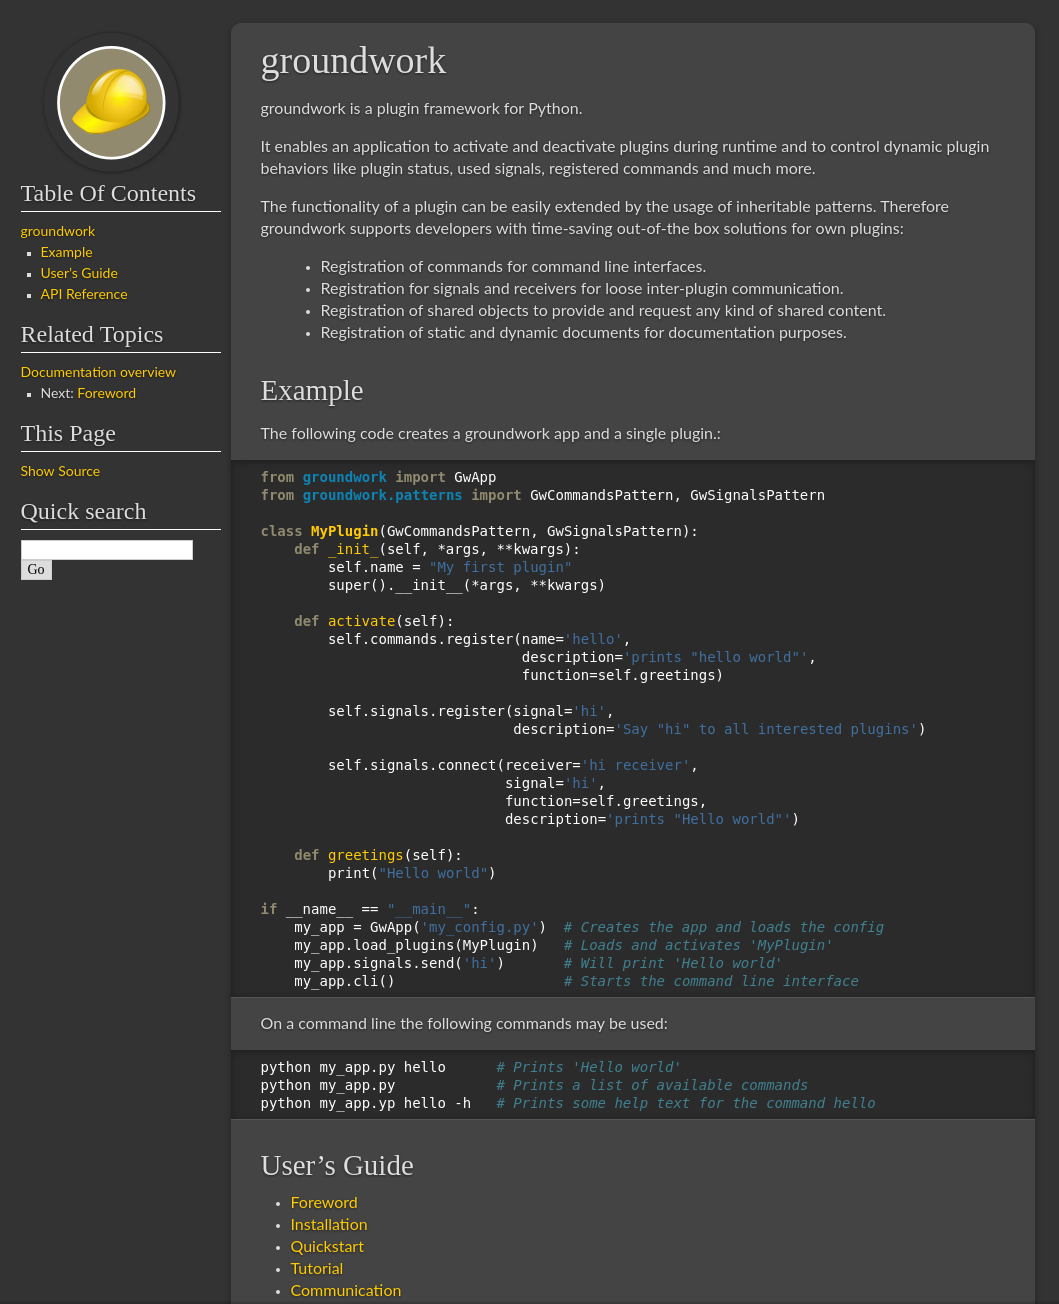 Table Of Contents
groundwork
Example
User's Guide
API Reference
Related Topics
Documentation overview
Next: Foreword
This Page
Show Source
Quick search
Go
groundwork
groundwork is a plugin framework for Python.
It enables an application to activate and deactivate plugins during runtime and to control dynamic plugin
behaviors like plugin status, used signals, registered commands and much more.
The functionality of a plugin can be easily extended by the usage of inheritable patterns. Therefore
groundwork supports developers with time-saving out-of-the box solutions for own plugins:
Registration of commands for command line interfaces.
Registration for signals and receivers for loose inter-plugin communication.
Registration of shared objects to provide and request any kind of shared content.
Registration of static and dynamic documents for documentation purposes.
Example
The following code creates a groundwork app and a single plugin.:
from groundwork import GwApp
from groundwork.patterns import GwCommandsPattern, GwSignalsPattern
class MyPlugin(GwCommandsPattern, GwSignalsPattern):
    def _init_(self, *args, **kwargs):
        self.name = "My first plugin"
        super().__init__(*args, **kwargs)
    def activate(self):
        self.commands.register(name='hello',
                               description='prints "hello world"',
                               function=self.greetings)
        self.signals.register(signal='hi',
                              description='Say "hi" to all interested plugins')
        self.signals.connect(receiver='hi receiver',
                             signal='hi',
                             function=self.greetings,
                             description='prints "Hello world"')
    def greetings(self):
        print("Hello world")
if __name__ == "__main__":
    my_app = GwApp('my_config.py')  # Creates the app and loads the config
    my_app.load_plugins(MyPlugin)   # Loads and activates 'MyPlugin'
    my_app.signals.send('hi')       # Will print 'Hello world'
    my_app.cli()                    # Starts the command line interface
On a command line the following commands may be used:
python my_app.py hello      # Prints 'Hello world'
python my_app.py            # Prints a list of available commands
python my_app.yp hello -h   # Prints some help text for the command hello
User’s Guide
Foreword
Installation
Quickstart
Tutorial
Communication